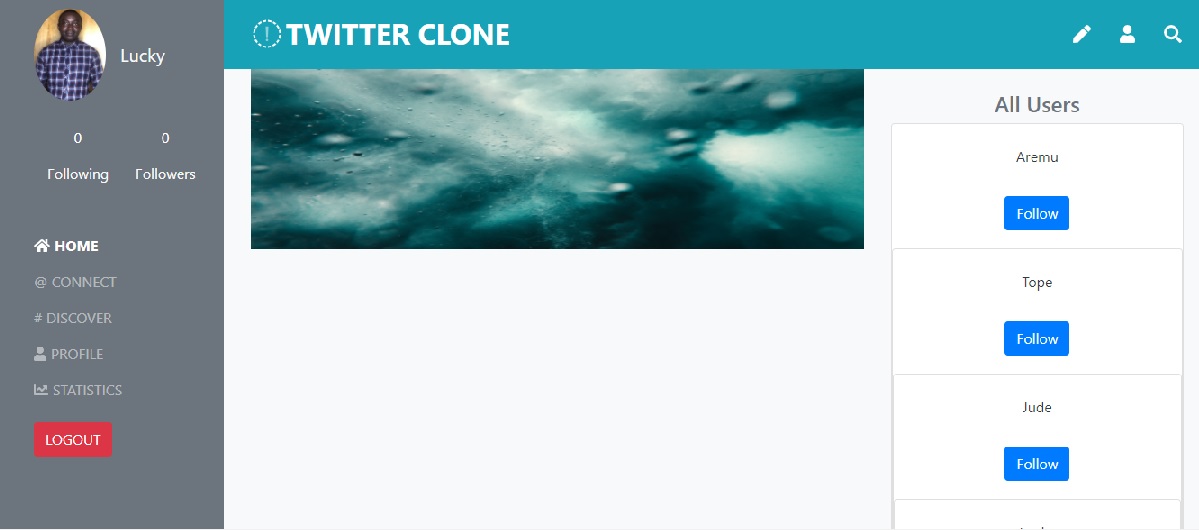 Lucky
0 0
Following Followers
HOME
@ CONNECT
# DISCOVER
PROFILE
STATISTICS
LOGOUT
TWITTER CLONE
All Users
Aremu
Follow
Tope
Follow
Jude
Follow